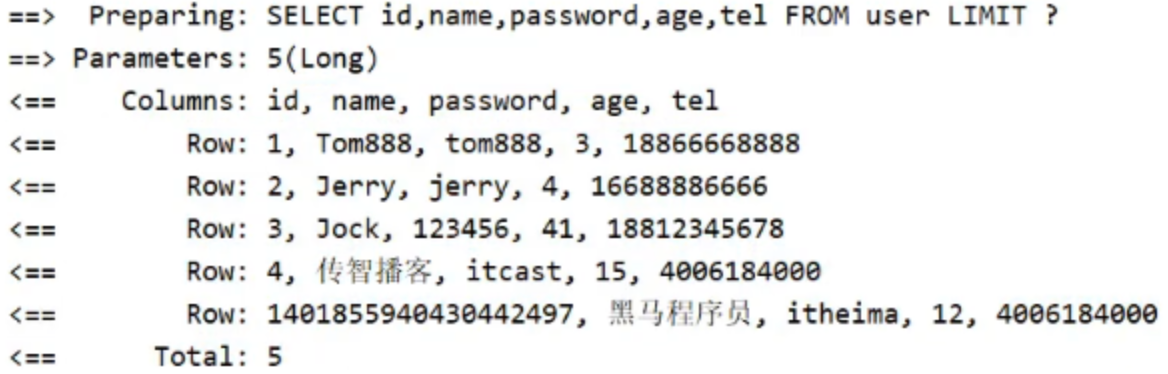 ==>  Preparing: SELECT id,name,password,age,tel FROM user LIMIT ?
==> Parameters: 5(Long)
<==    Columns: id, name, password, age, tel
<==        Row: 1, Tom888, tom888, 3, 18866668888
<==        Row: 2, Jerry, jerry, 4, 16688886666
<==        Row: 3, Jock, 123456, 41, 18812345678
<==        Row: 4, 传智播客, itcast, 15, 4006184000
<==        Row: 1401855940430442497, 黑马程序员, itheima, 12, 4006184000
<==      Total: 5